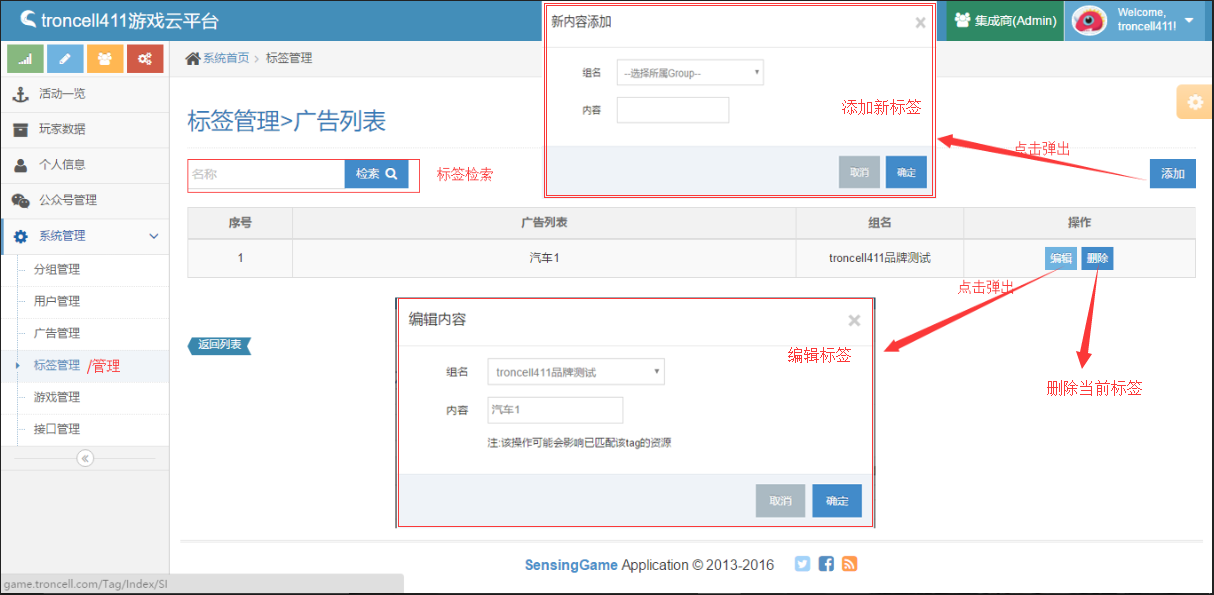 troncell411游戏云平台
集成商(Admin)
Welcome,
troncell411!
系统首页 > 标签管理
活动一览
玩家数据
个人信息
公众号管理
系统管理
分组管理
用户管理
广告管理
标签管理 /管理
游戏管理
接口管理
标签管理>广告列表
名称
检索
标签检索
新内容添加
×
组名
--选择所属Group--
内容
添加新标签
取消
确定
点击弹出
添加
序号
广告列表
组名
操作
1
汽车1
troncell411品牌测试
编辑
删除
点击弹出
删除当前标签
返回列表
编辑内容
×
编辑标签
组名
troncell411品牌测试
内容
汽车1
注:该操作可能会影响已匹配该tag的资源
取消
确定
SensingGame Application © 2013-2016
game.troncell.com/Tag/Index/SI